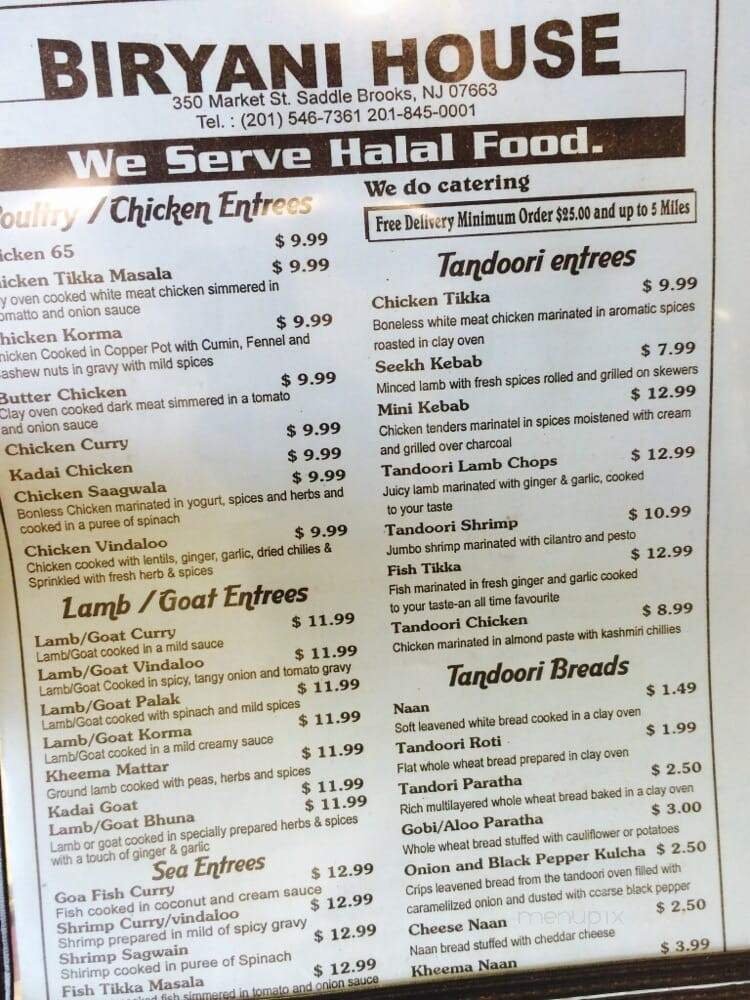 BIRYANI HOUSE
350 Market St. Saddle Brooks, NJ 07663
Tel. : (201) 546-7361 201-845-0001
We Serve Halal Food.
oultry / Chicken Entrees
icken 65 $ 9.99
icken Tikka Masala $ 9.99
y oven cooked white meat chicken simmered in
omatto and onion sauce
hicken Korma $ 9.99
hicken Cooked in Copper Pot with Cumin, Fennel and
ashew nuts in gravy with mild spices
Butter Chicken $ 9.99
Clay oven cooked dark meat simmered in a tomato
and onion sauce
Chicken Curry $ 9.99
Kadai Chicken $ 9.99
Chicken Saagwala $ 9.99
Bonless Chicken marinated in yogurt, spices and herbs and
cooked in a puree of spinach
Chicken Vindaloo $ 9.99
Chicken cooked with lentils, ginger, garlic, dried chilies &
Sprinkled with fresh herb & spices
Lamb / Goat Entrees
Lamb/Goat Curry $ 11.99
Lamb/Goat cooked in a mild sauce
Lamb/Goat Vindaloo $ 11.99
Lamb/Goat Cooked in spicy, tangy onion and tomato gravy
Lamb/Goat Palak $ 11.99
Lamb/Goat cooked with spinach and mild spices
Lamb/Goat Korma $ 11.99
Lamb/Goat cooked in a mild creamy sauce
Kheema Mattar $ 11.99
Ground lamb cooked with peas, herbs and spices
Kadai Goat $ 11.99
Lamb/Goat Bhuna $ 11.99
Lamb or goat cooked in specially prepared herbs & spices
with a touch of ginger & garlic
Sea Entrees
Goa Fish Curry $ 12.99
Fish cooked in coconut and cream sauce
Shrimp Curry/vindaloo $ 12.99
Shrimp prepared in mild of spicy gravy
Shrimp Sagwain $ 12.99
Shirimp cooked in puree of Spinach
Fish Tikka Masala $ 12.99
fish simmered in tomato and onion sauce
We do catering
Free Delivery Minimum Order $25.00 and up to 5 Miles
Tandoori entrees
Chicken Tikka $ 9.99
Boneless white meat chicken marinated in aromatic spices
roasted in clay oven
Seekh Kebab $ 7.99
Minced lamb with fresh spices rolled and grilled on skewers
Mini Kebab $ 12.99
Chicken tenders marinatel in spices moistened with cream
and grilled over charcoal
Tandoori Lamb Chops $ 12.99
Juicy lamb marinated with ginger & garlic, cooked
to your taste
Tandoori Shrimp $ 10.99
Jumbo shrimp marinated with cilantro and pesto
Fish Tikka $ 12.99
Fish marinated in fresh ginger and garlic cooked
to your taste-an all time favourite
Tandoori Chicken $ 8.99
Chicken marinated in almond paste with kashmiri chillies
Tandoori Breads
Naan $ 1.49
Soft leavened white bread cooked in a clay oven
Tandoori Roti $ 1.99
Flat whole wheat bread prepared in clay oven
Tandori Paratha $ 2.50
Rich multilayered whole wheat bread baked in a clay oven
Gobi/Aloo Paratha $ 3.00
Whole wheat bread stuffed with cauliflower or potatoes
Onion and Black Pepper Kulcha $ 2.50
Crips leavened bread from the tandoori oven filled with
caramelilzed onion and dusted with coarse black pepper
Cheese Naan $ 2.50
Naan bread stuffed with cheddar cheese
Kheema Naan $ 3.99
menupix